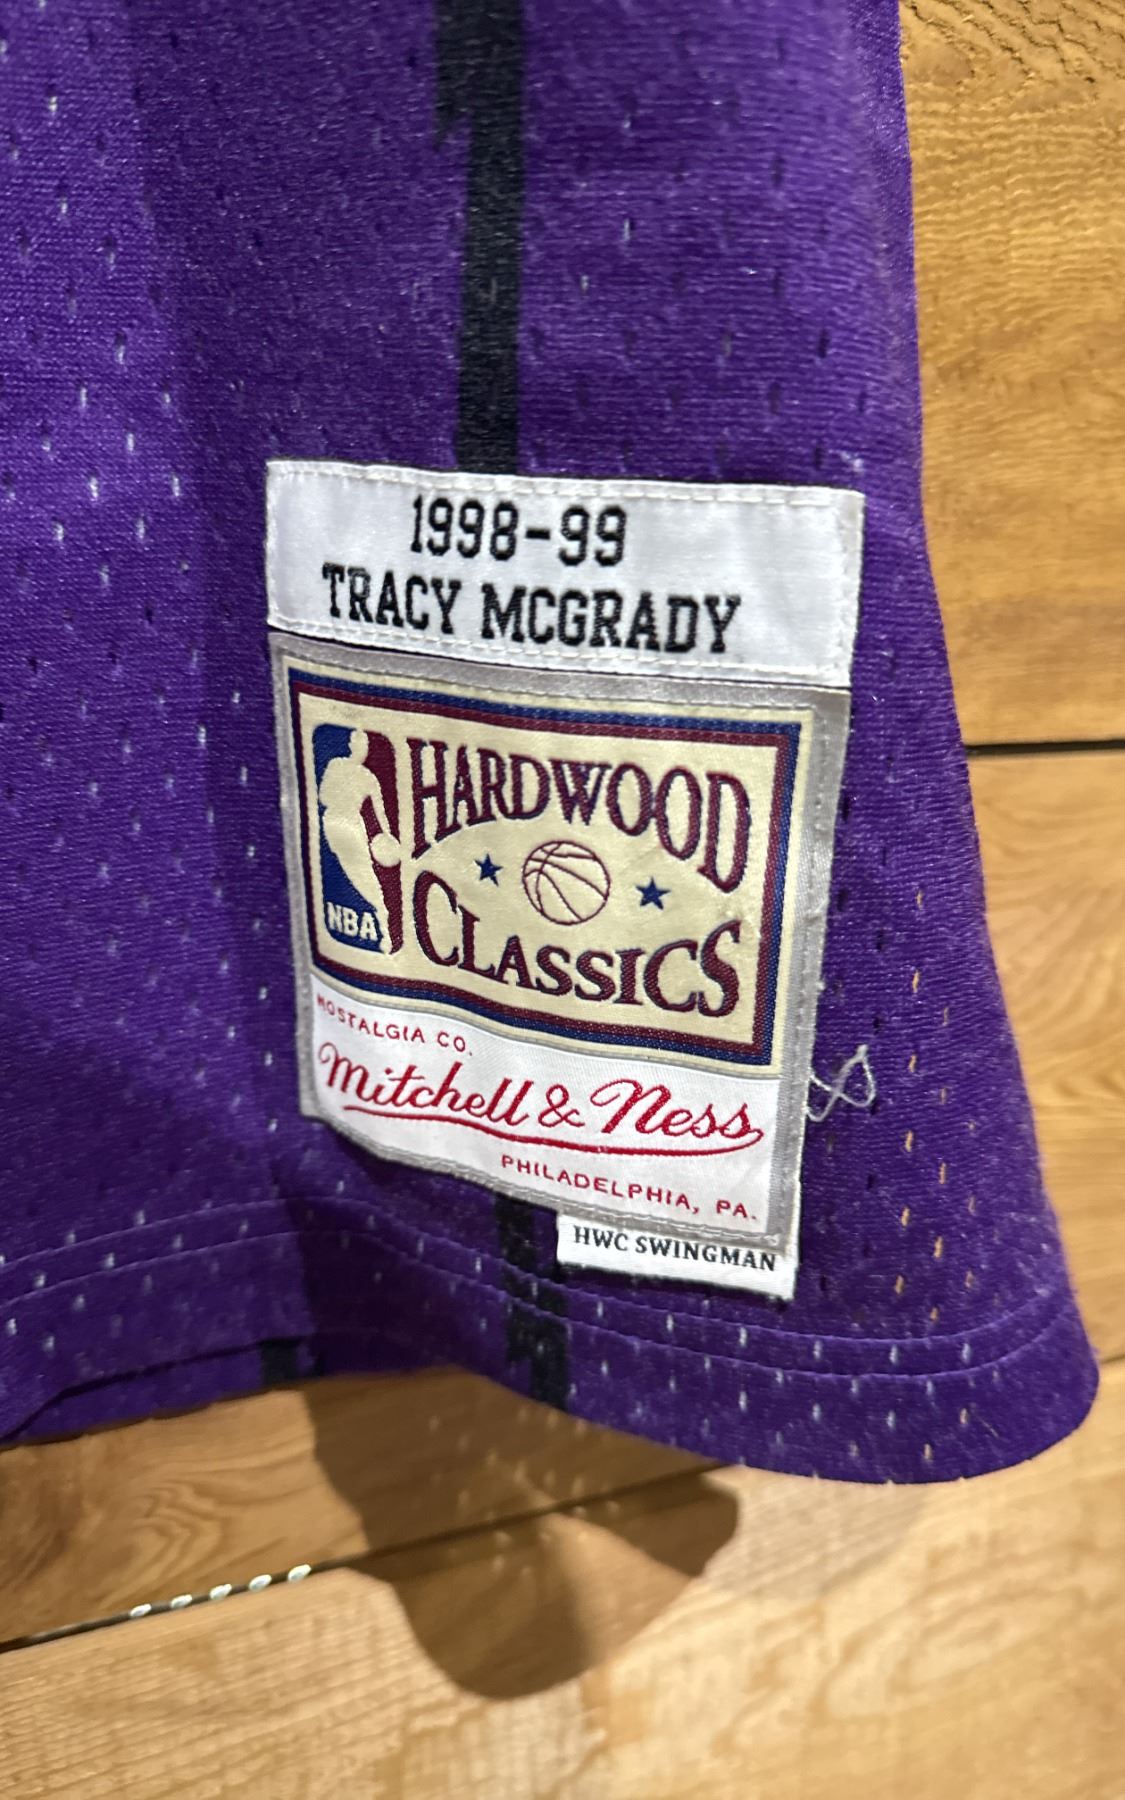 1998-99
TRACY MCGRADY
HARDWOOD
CLASSICS
NBA
NOSTALGIA CO.
Mitchell & Ness
PHILADELPHIA, PA.
HWC SWINGMAN